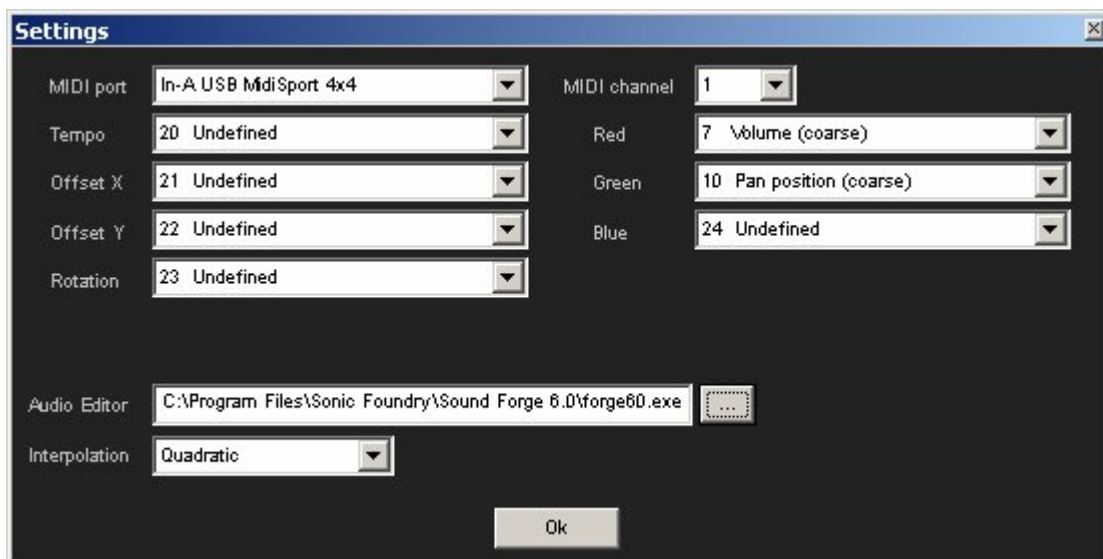 Settings
MIDI port In-A USB MidiSport 4x4 MIDI channel 1
Tempo 20 Undefined Red 7 Volume (coarse)
Offset X 21 Undefined Green 10 Pan position (coarse)
Offset Y 22 Undefined Blue 24 Undefined
Rotation 23 Undefined
Audio Editor C:\Program Files\Sonic Foundry\Sound Forge 6.0\forge60.exe ...
Interpolation Quadratic
Ok